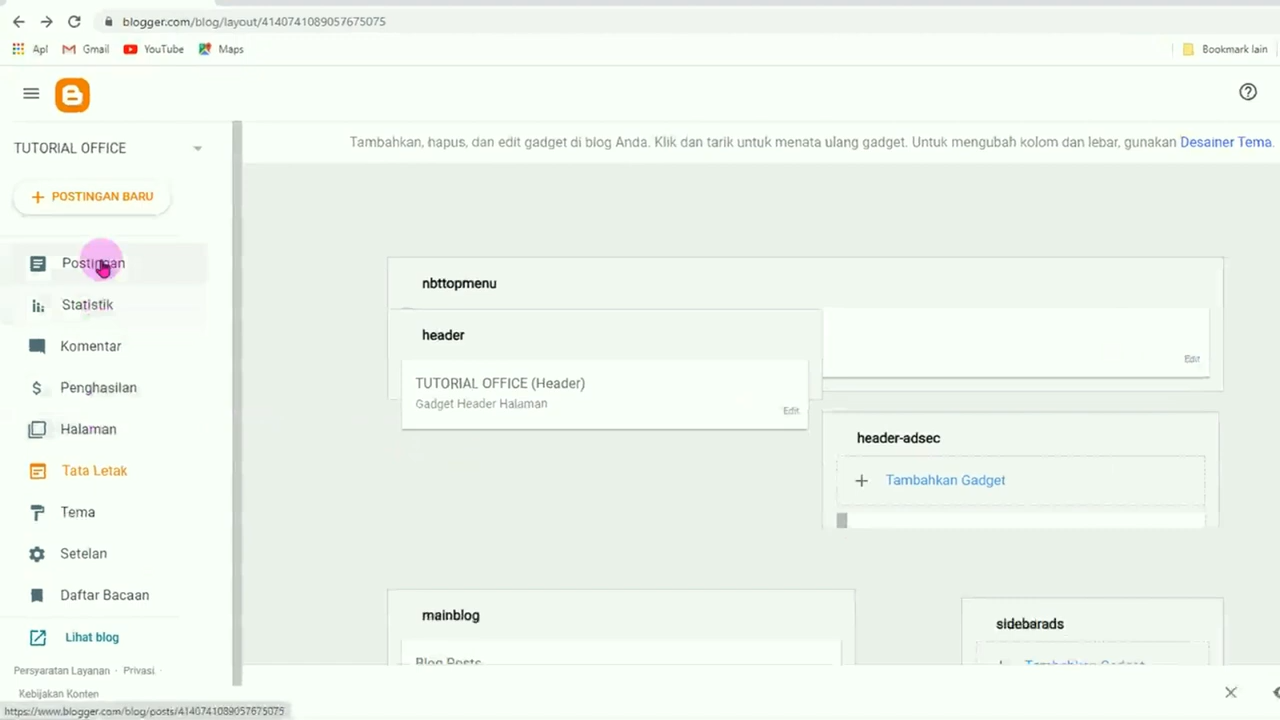 blogger.com/blog/layout/4140741089057675075
Apl Gmail YouTube Maps Bookmark lain
TUTORIAL OFFICE
Tambahkan, hapus, dan edit gadget di blog Anda. Klik dan tarik untuk menata ulang gadget. Untuk mengubah kolom dan lebar, gunakan Desainer Tema.
+ POSTINGAN BARU
Postingan
Statistik
Komentar
Penghasilan
Halaman
Tata Letak
Tema
Setelan
Daftar Bacaan
Lihat blog
Persyaratan Layanan · Privasi ·
Kebijakan Konten
https://www.blogger.com/blog/posts/4140741089057675075
nbttopmenu
Edit
header
TUTORIAL OFFICE (Header)
Gadget Header Halaman
Edit
header-adsec
+ Tambahkan Gadget
mainblog
Blog Posts
sidebarads
Tambahkan Gadget